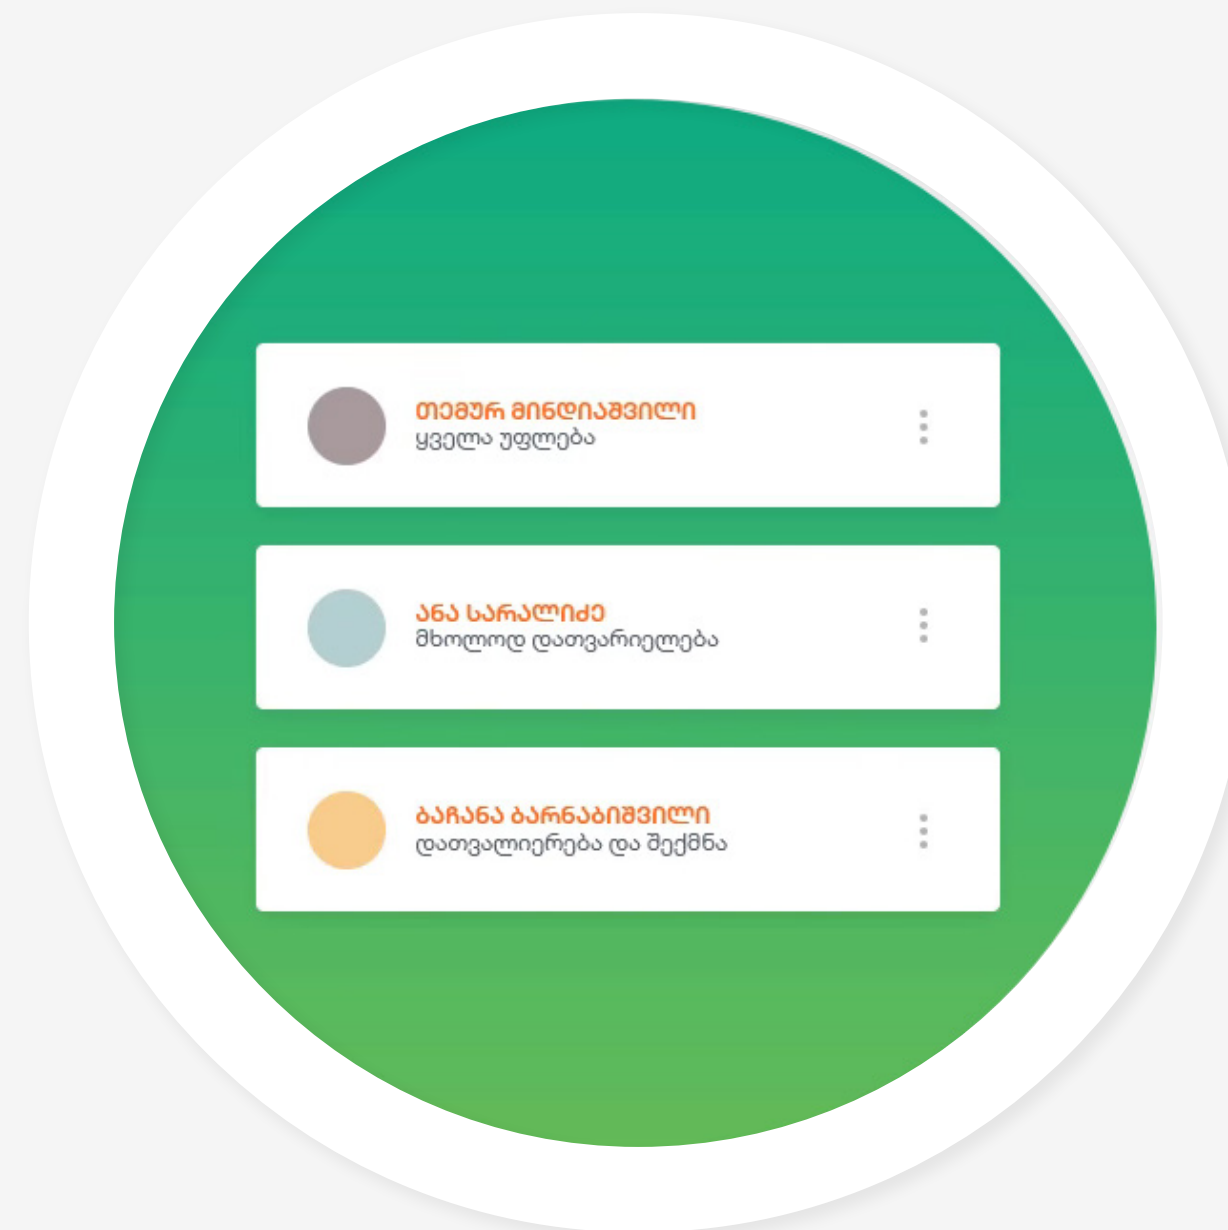 თემურ მინდიაშვილი
ყველა უფლება
ანა სარალიძე
მხოლოდ დათვარიელება
ბაჩანა ბარნაბიშვილი
დათვალიერება და შექმნა